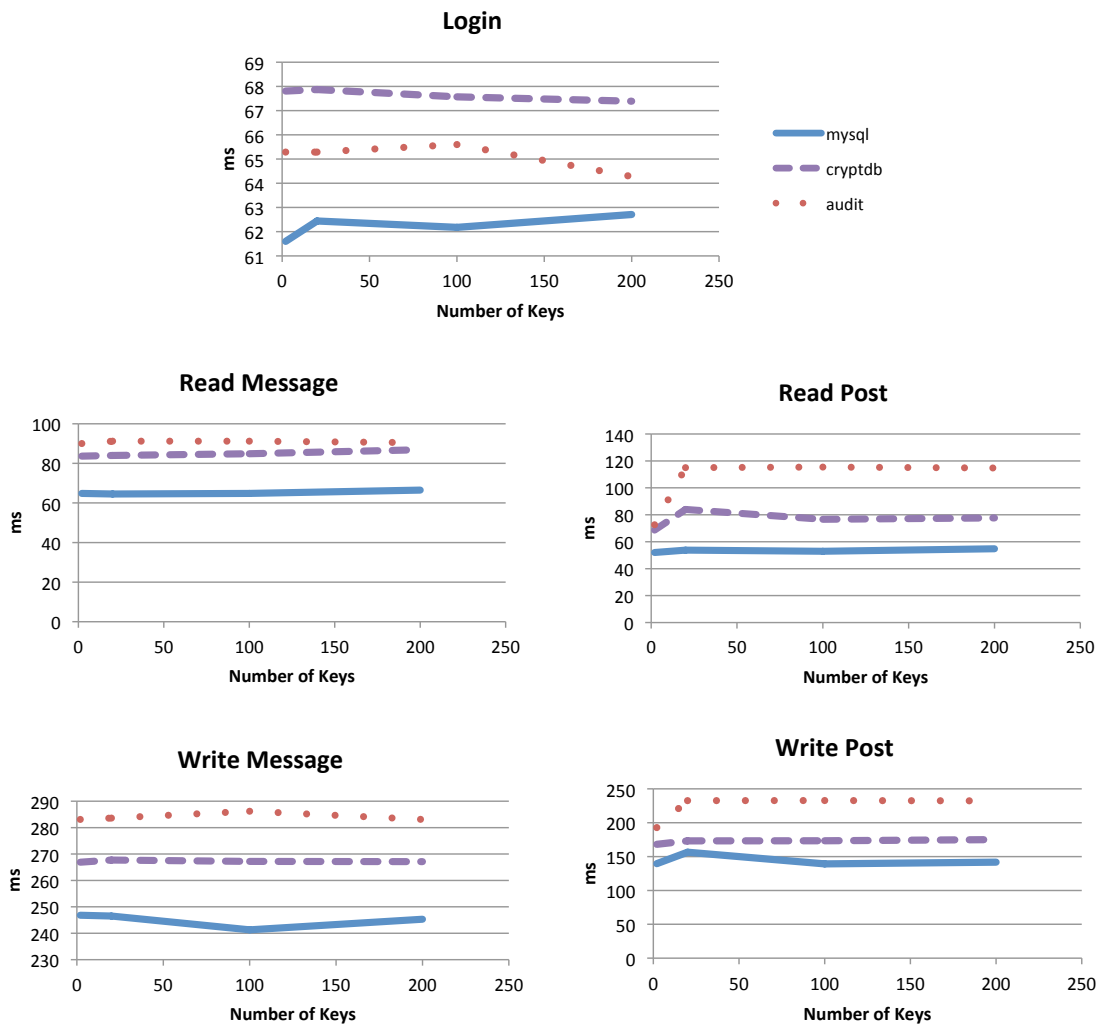 Login
69
68
67
66
65
64
63
62
61
ms
0 50 100 150 200 250
Number of Keys
mysql
cryptdb
audit
Read Message
100
80
60
40
20
0
ms
0 50 100 150 200 250
Number of Keys
Read Post
140
120
100
80
60
40
20
0
ms
0 50 100 150 200 250
Number of Keys
Write Message
290
280
270
260
250
240
230
ms
0 50 100 150 200 250
Number of Keys
Write Post
250
200
150
100
50
0
ms
0 50 100 150 200 250
Number of Keys